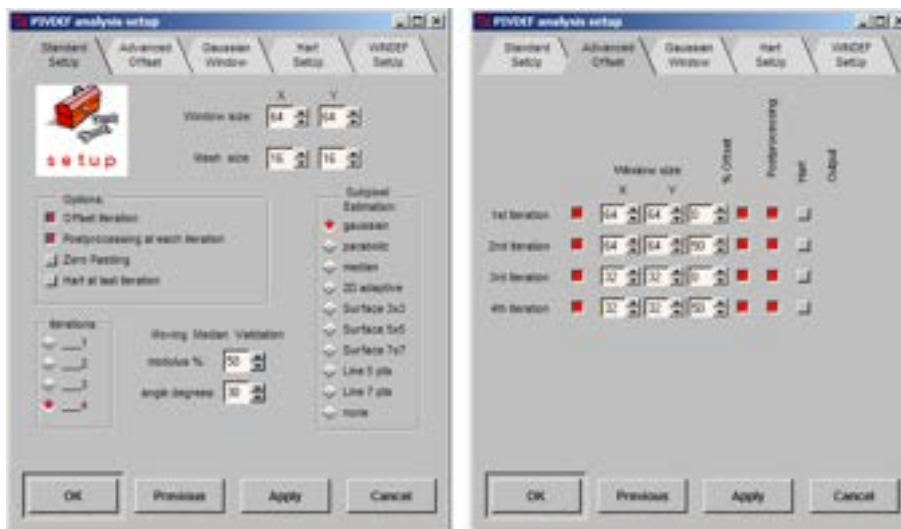 PIVDEF analysis setup
Standard SetUp
Advanced Offset
Gaussian Window
Hart SetUp
WINDEF SetUp
setup
X Y
Window size: 64 64
Mesh size: 16 16
Options
Offset iteration
Postprocessing at each iteration
Zero Padding
Hart at last iteration
Subpixel Estimation
gaussian
parabolic
median
2D adaptive
Surface 3x3
Surface 5x5
Surface 7x7
Line 5 pts
Line 7 pts
none
Iterations
1
2
3
4
Moving Median Validation
modulus % 50
angle degrees 30
OK Previous Apply Cancel
PIVDEF analysis setup
Standard SetUp
Advanced Offset
Gaussian Window
Hart SetUp
WINDEF SetUp
Window size
X Y
% Offset
Postprocessing
Hart
Output
1st Iteration 64 64 0
2nd Iteration 64 64 50
3rd Iteration 32 32 0
4th Iteration 32 32 50
OK Previous Apply Cancel